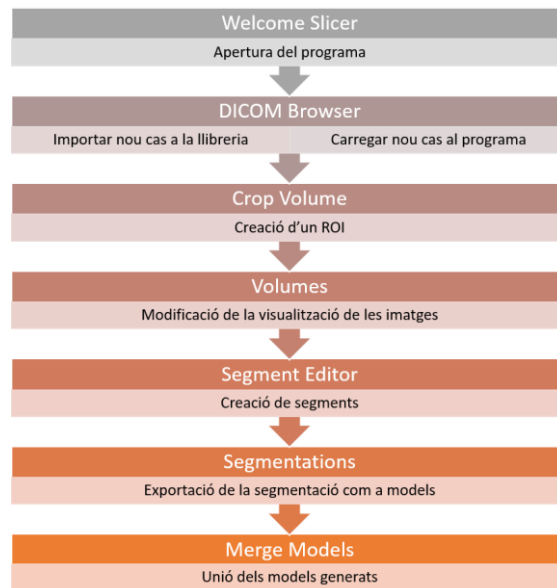 Welcome Slicer
Apertura del programa
DICOM Browser
Importar nou cas a la llibreria
Carregar nou cas al programa
Crop Volume
Creació d'un ROI
Volumes
Modificació de la visualització de les imatges
Segment Editor
Creació de segments
Segmentations
Exportació de la segmentació com a models
Merge Models
Unió dels models generats